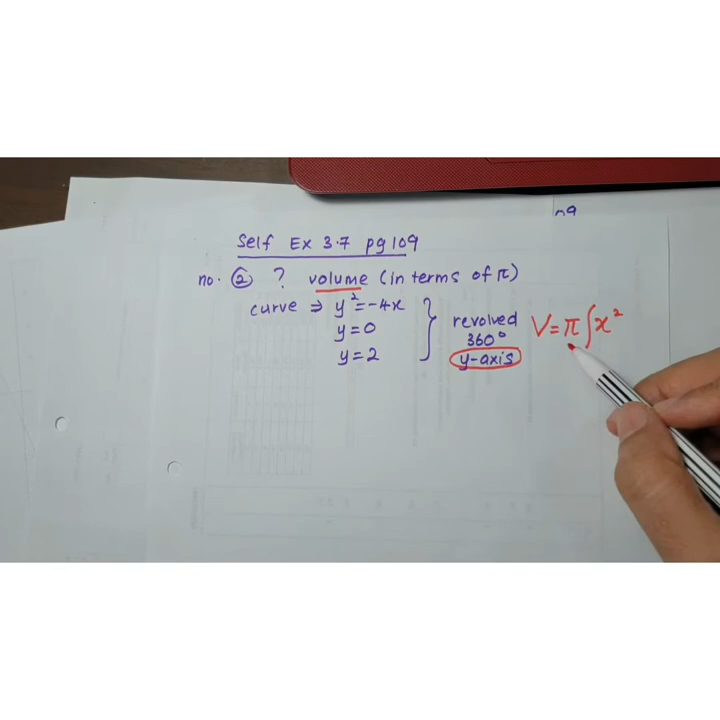 n9
Self Ex 3.7 pg 109
no. ② ? volume (in terms of π)
curve ⇒ y² = -4x
y = 0
y = 2
revolved
360°
y-axis
V = π∫x²